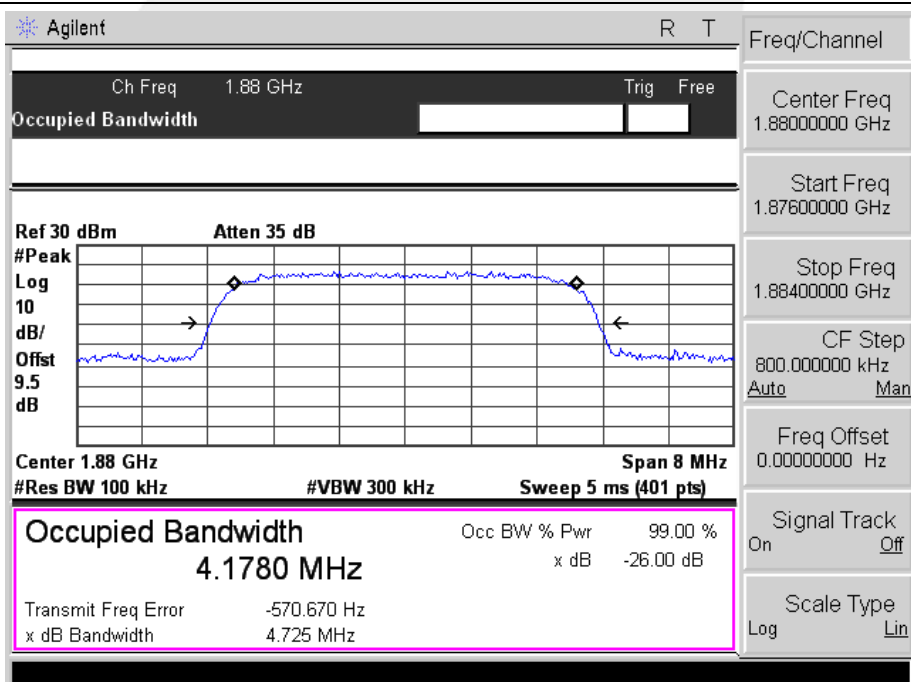 Agilent
R T
Freq/Channel
Ch Freq 1.88 GHz Trig Free
Occupied Bandwidth
Center Freq
1.88000000 GHz
Start Freq
1.87600000 GHz
Ref 30 dBm Atten 35 dB
#Peak
Log
10
dB/
Offst
9.5
dB
Stop Freq
1.88400000 GHz
CF Step
800.000000 kHz
Auto Man
Center 1.88 GHz Span 8 MHz
#Res BW 100 kHz #VBW 300 kHz Sweep 5 ms (401 pts)
Freq Offset
0.00000000 Hz
Occupied Bandwidth
4.1780 MHz
Occ BW % Pwr 99.00 %
x dB -26.00 dB
Transmit Freq Error -570.670 Hz
x dB Bandwidth 4.725 MHz
Signal Track
On Off
Scale Type
Log Lin